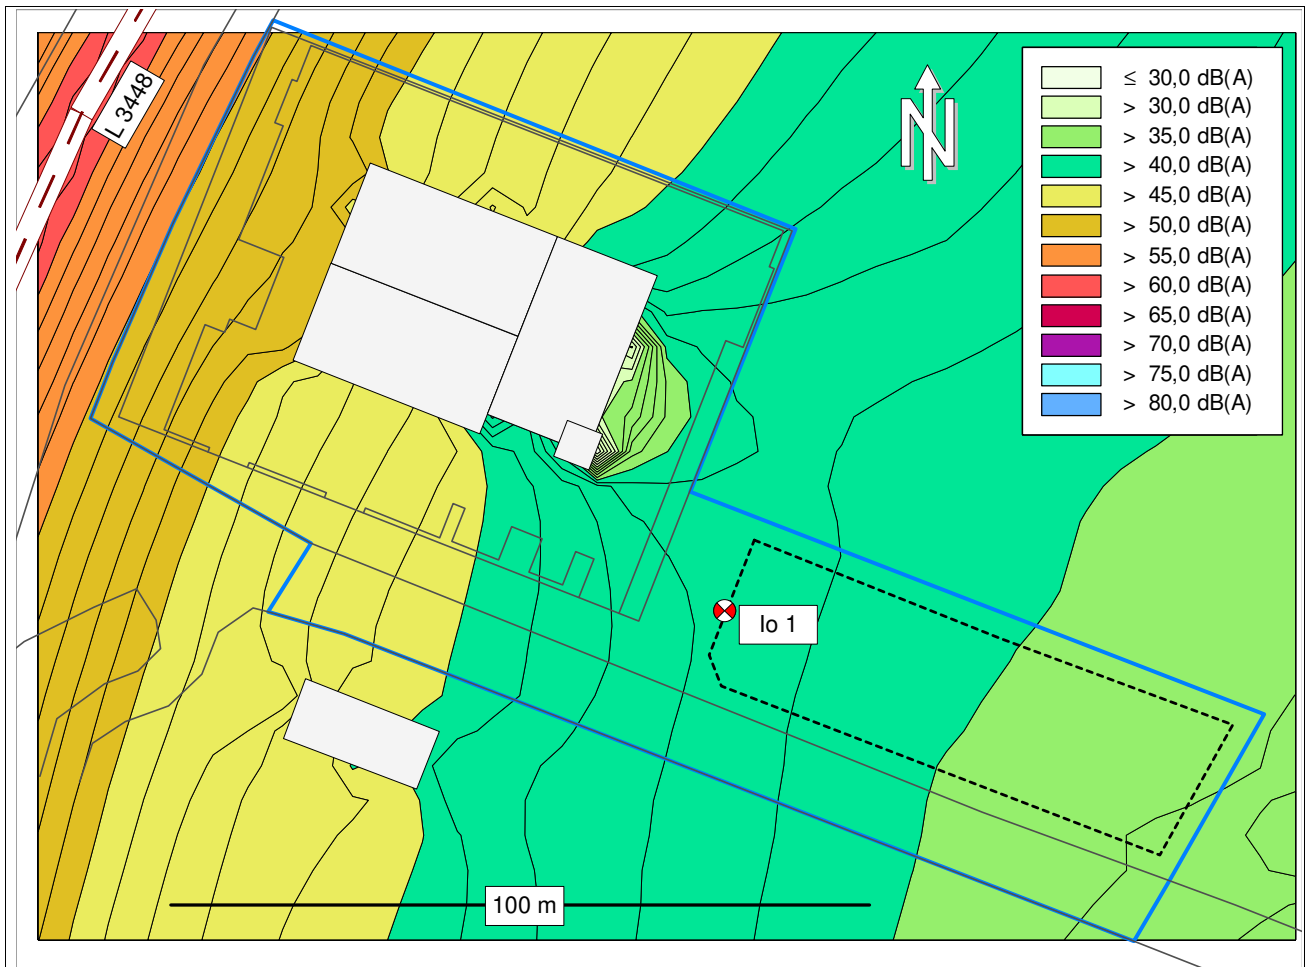 L 3448
N
≤ 30,0 dB(A)
> 30,0 dB(A)
> 35,0 dB(A)
> 40,0 dB(A)
> 45,0 dB(A)
> 50,0 dB(A)
> 55,0 dB(A)
> 60,0 dB(A)
> 65,0 dB(A)
> 70,0 dB(A)
> 75,0 dB(A)
> 80,0 dB(A)
Io 1
100 m